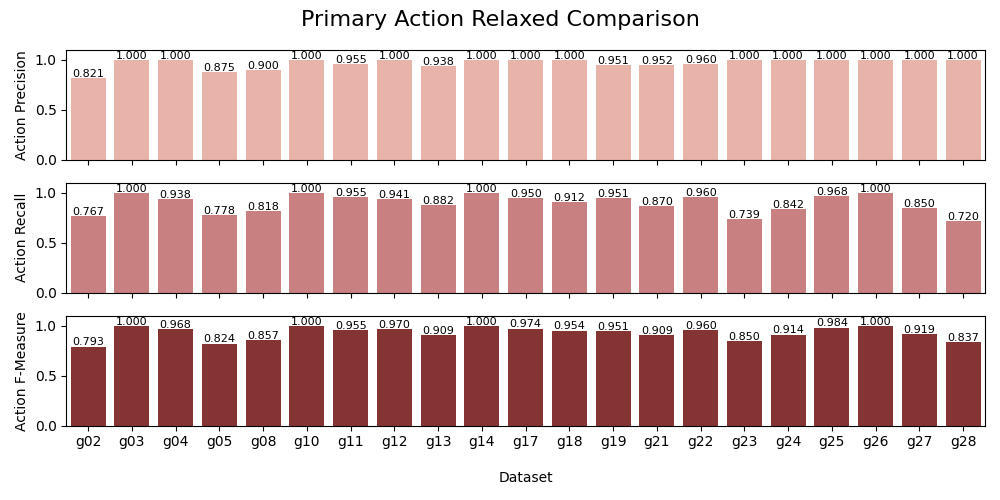 Primary Action Relaxed Comparison
Action Precision
1.0
0.5
0.0
0.821 1.000 1.000 0.875 0.900 1.000 0.955 1.000 0.938 1.000 1.000 1.000 0.951 0.952 0.960 1.000 1.000 1.000 1.000 1.000 1.000
Action Recall
1.0
0.5
0.0
0.767 1.000 0.938 0.778 0.818 1.000 0.955 0.941 0.882 1.000 0.950 0.912 0.951 0.870 0.960 0.739 0.842 0.968 1.000 0.850 0.720
Action F-Measure
1.0
0.5
0.0
0.793 1.000 0.968 0.824 0.857 1.000 0.955 0.970 0.909 1.000 0.974 0.954 0.951 0.909 0.960 0.850 0.914 0.984 1.000 0.919 0.837
g02 g03 g04 g05 g08 g10 g11 g12 g13 g14 g17 g18 g19 g21 g22 g23 g24 g25 g26 g27 g28
Dataset